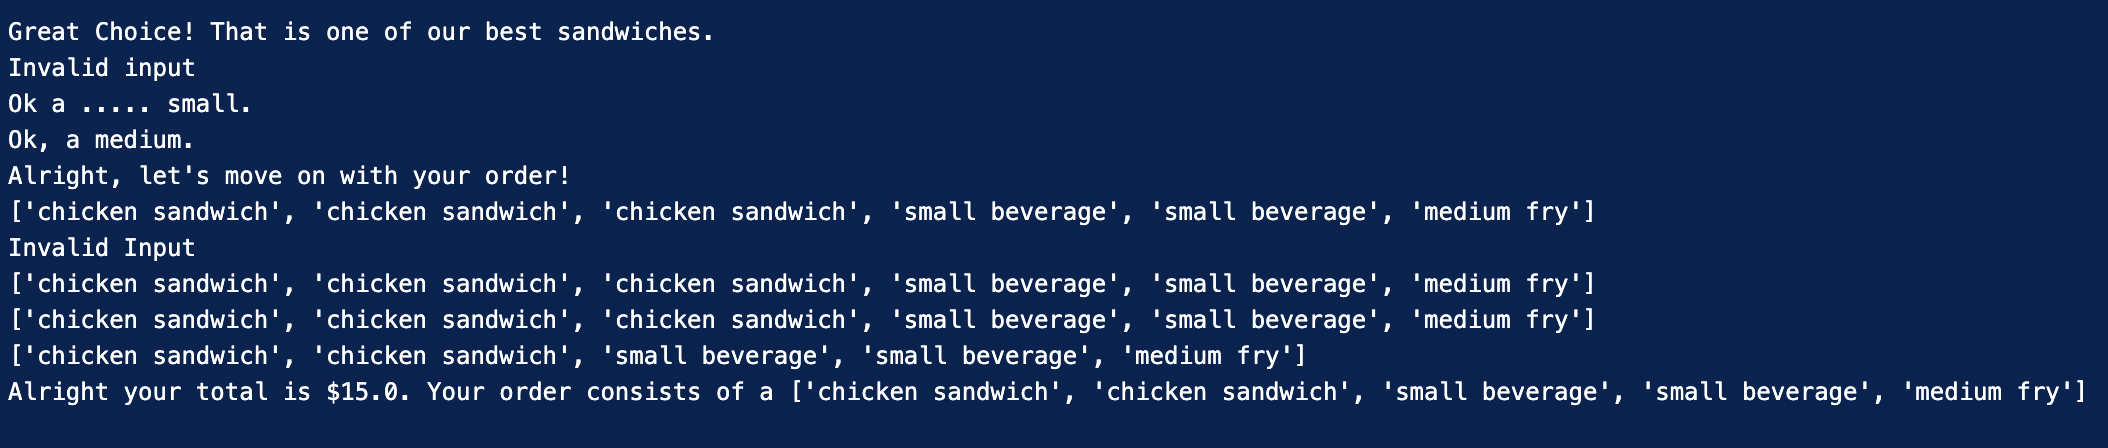 Great Choice! That is one of our best sandwiches.
Invalid input
Ok a ..... small.
Ok, a medium.
Alright, let's move on with your order!
['chicken sandwich', 'chicken sandwich', 'chicken sandwich', 'small beverage', 'small beverage', 'medium fry']
Invalid Input
['chicken sandwich', 'chicken sandwich', 'chicken sandwich', 'small beverage', 'small beverage', 'medium fry']
['chicken sandwich', 'chicken sandwich', 'chicken sandwich', 'small beverage', 'small beverage', 'medium fry']
['chicken sandwich', 'chicken sandwich', 'small beverage', 'small beverage', 'medium fry']
Alright your total is $15.0. Your order consists of a ['chicken sandwich', 'chicken sandwich', 'small beverage', 'small beverage', 'medium fry']